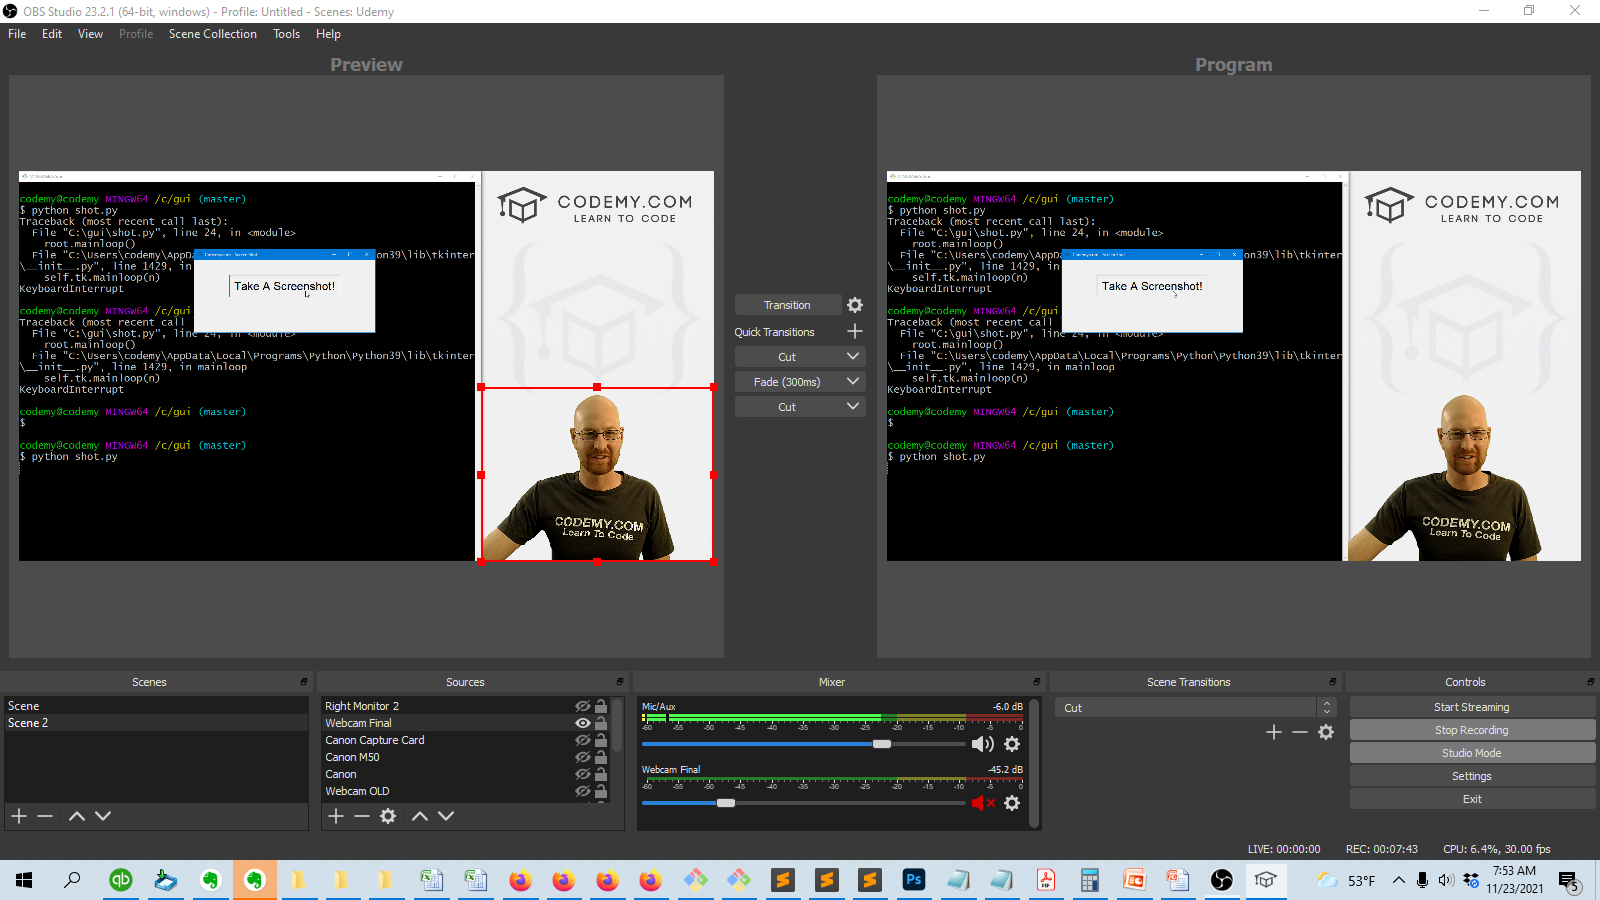 OBS Studio 23.2.1 (64-bit, windows) - Profile: Untitled - Scenes: Udemy
File Edit View Profile Scene Collection Tools Help
Preview
codemy@codemy MINGW64 /c/gui (master)
$ python shot.py
Traceback (most recent call last):
File "C:\gui\shot.py", line 24, in <module>
root.mainloop()
File "C:\Users\codemy\AppD
on39\lib\tkinter
\__init__.py", line 1429, in
self.tk.mainloop(n)
KeyboardInterrupt
Take A Screenshot!
codemy@codemy MINGW64 /c/gui
Traceback (most recent call
File "C:\gui\shot.py", line 24, in <module>
root.mainloop()
File "C:\Users\codemy\AppData\Local\Programs\Python\Python39\lib\tkinter
\__init__.py", line 1429, in mainloop
self.tk.mainloop(n)
KeyboardInterrupt
codemy@codemy MINGW64 /c/gui (master)
$
codemy@codemy MINGW64 /c/gui (master)
$ python shot.py
CODEMY.COM
LEARN TO CODE
CODEMY.COM
Learn To Code
Transition
Quick Transitions
Cut
Fade (300ms)
Cut
Program
codemy@codemy MINGW64 /c/gui (master)
$ python shot.py
Traceback (most recent call last):
File "C:\gui\shot.py", line 24, in <module>
root.mainloop()
File "C:\Users\codemy\App
on39\lib\tkinter
\__init__.py", line 1429, in
self.tk.mainloop(n)
KeyboardInterrupt
Take A Screenshot!
codemy@codemy MINGW64 /c/gui
Traceback (most recent call
File "C:\gui\shot.py", line 24, in <module>
root.mainloop()
File "C:\Users\codemy\AppData\Local\Programs\Python\Python39\lib\tkinter
\__init__.py", line 1429, in mainloop
self.tk.mainloop(n)
KeyboardInterrupt
codemy@codemy MINGW64 /c/gui (master)
$
codemy@codemy MINGW64 /c/gui (master)
$ python shot.py
CODEMY.COM
LEARN TO CODE
CODEMY.COM
Learn To Code
Scenes
Scene
Scene 2
Sources
Right Monitor 2
Webcam Final
Canon Capture Card
Canon M50
Canon
Webcam OLD
Mixer
Mic/Aux -6.0 dB
-60 -55 -50 -45 -40 -35 -30 -25 -20 -15 -10 -5 0
Webcam Final -45.2 dB
-60 -55 -50 -45 -40 -35 -30 -25 -20 -15 -10 -5 0
Scene Transitions
Cut
Controls
Start Streaming
Stop Recording
Studio Mode
Settings
Exit
LIVE: 00:00:00 REC: 00:07:43 CPU: 6.4%, 30.00 fps
qb
Ps
PDF
53°F
7:53 AM
11/23/2021
5